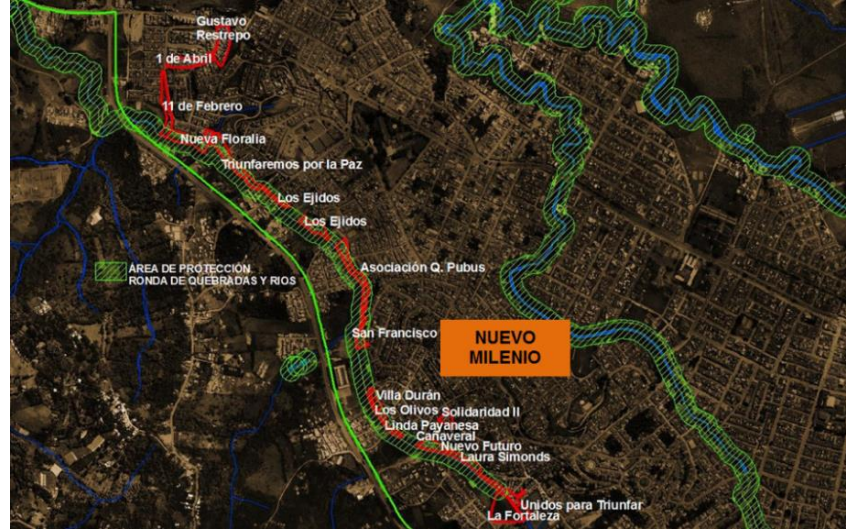 Gustavo
Restrepo
1 de Abril
11 de Febrero
Nueva Floralia
Triunfaremos por la Paz
Los Ejidos
Los Ejidos
Asociación Q. Pubus
ÁREA DE PROTECCIÓN
RONDA DE QUEBRADAS Y RIOS
San Francisco
NUEVO
MILENIO
Villa Durán
Los Olivos
Solidaridad II
Linda Payanesa
Cañaveral
Nuevo Futuro
Laura Simonds
Unidos para Triunfar
La Fortaleza